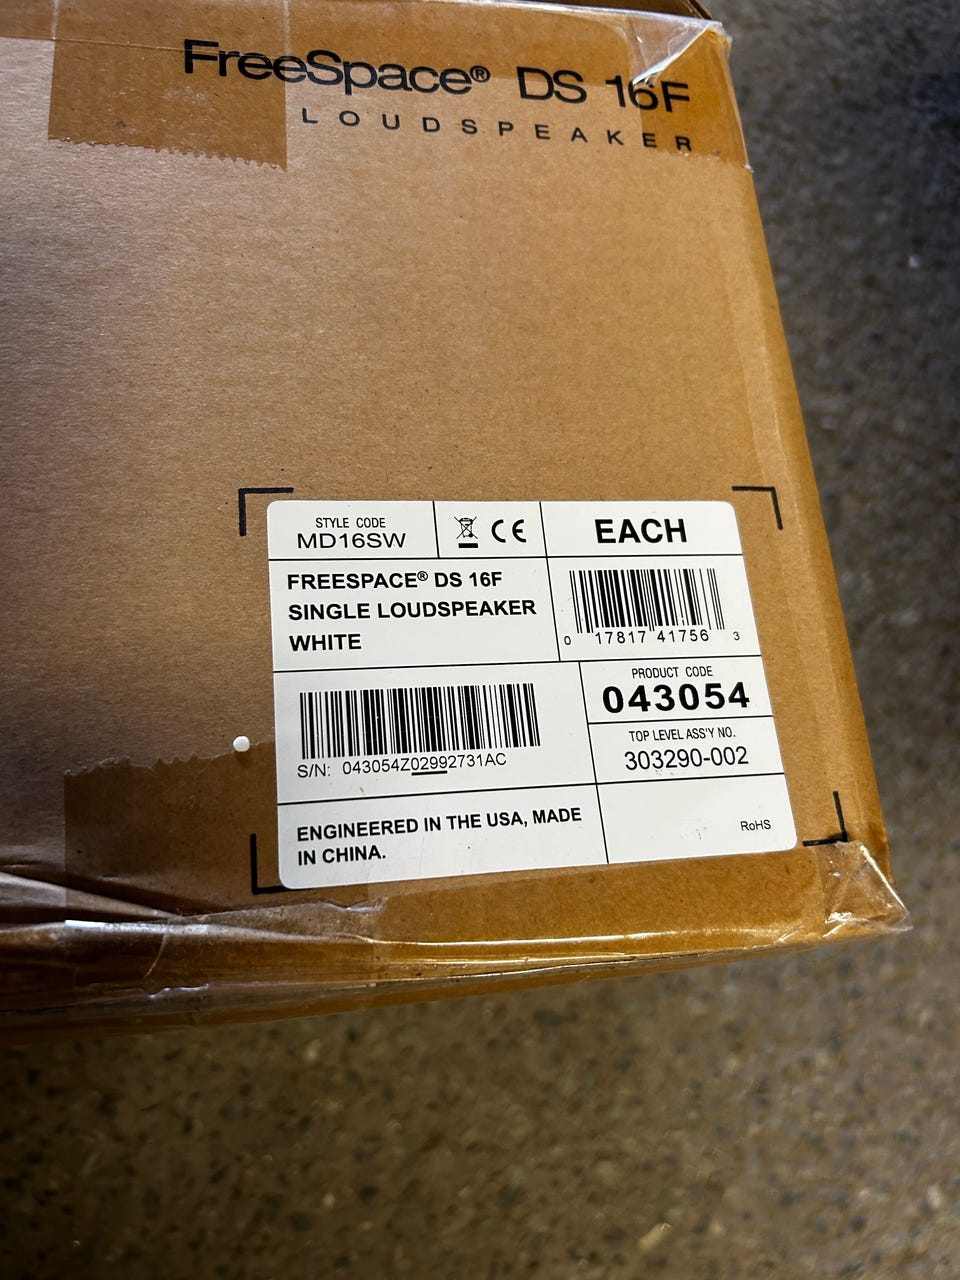 FreeSpace® DS 16F
LOUDSPEAKER
STYLE CODE
MD16SW
CE
EACH
FREESPACE® DS 16F
SINGLE LOUDSPEAKER
WHITE
0 17817 41756 3
S/N: 043054Z02992731AC
PRODUCT CODE
043054
TOP LEVEL ASS'Y NO.
303290-002
ENGINEERED IN THE USA, MADE
IN CHINA.
RoHS